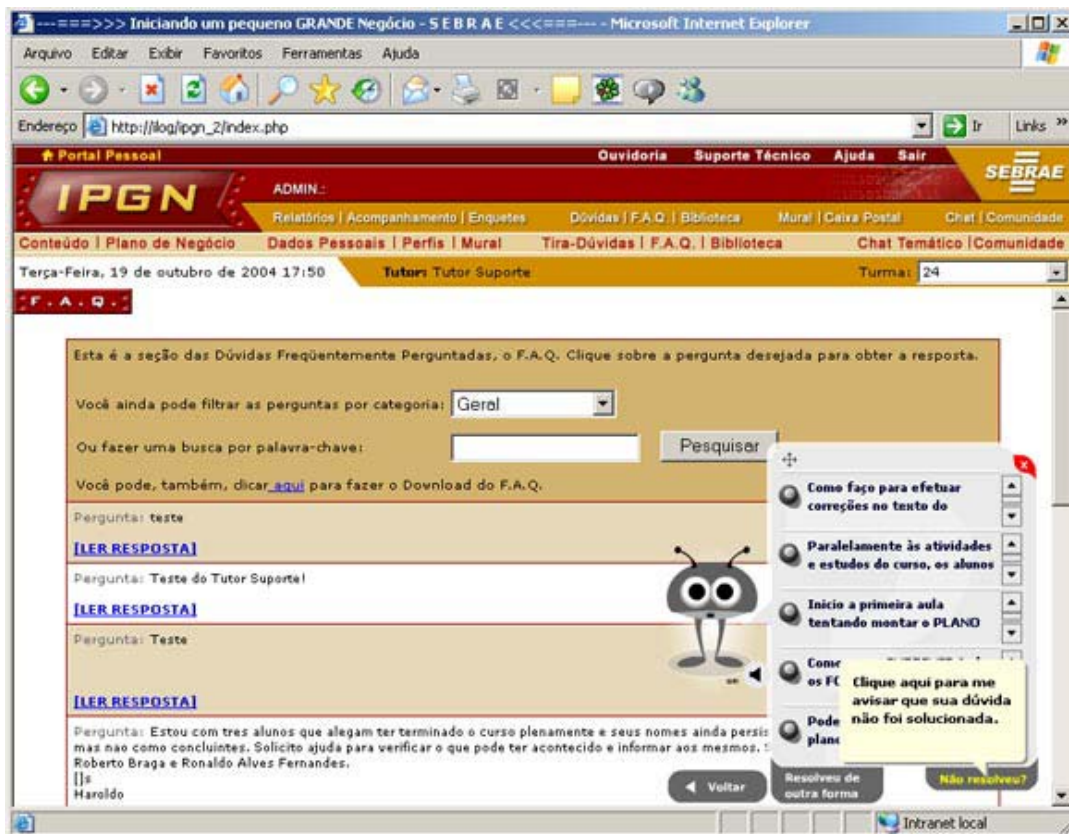 ---===>>> Iniciando um pequeno GRANDE Negócio - S E B R A E <<<===--- - Microsoft Internet Explorer
Arquivo Editar Exibir Favoritos Ferramentas Ajuda
Endereço http://ilog/ipgn_2/index.php Ir Links »
Portal Pessoal Ouvidoria Suporte Técnico Ajuda Sair
SEBRAE
IPGN ADMIN.:
Relatórios | Acompanhamento | Enquetes Dúvidas | F.A.Q. | Biblioteca Mural | Caixa Postal Chat | Comunidade
Conteúdo | Plano de Negócio Dados Pessoais | Perfis | Mural Tira-Dúvidas | F.A.Q. | Biblioteca Chat Temático |Comunidade
Terça-Feira, 19 de outubro de 2004 17:50 Tutor: Tutor Suporte Turma: 24
F.A.Q.
Esta é a seção das Dúvidas Freqüentemente Perguntadas, o F.A.Q. Clique sobre a pergunta desejada para obter a resposta.
Você ainda pode filtrar as perguntas por categoria: Geral
Ou fazer uma busca por palavra-chave: Pesquisar
Você pode, também, clicar aqui para fazer o Download do F.A.Q.
Pergunta: teste
[LER RESPOSTA]
Pergunta: Teste do Tutor Suporte!
[LER RESPOSTA]
Pergunta: Teste
[LER RESPOSTA]
Pergunta: Estou com tres alunos que alegam ter terminado o curso plenamente e seus nomes ainda
mas nao como concluintes. Solicito ajuda para verificar o que pode ter acontecido e informar aos mesmos.
Roberto Braga e Ronaldo Alves Fernandes.
[]s
Haroldo
Como faço para efetuar
correções no texto do
Paralelamente às atividades
e estudos do curso, os alunos
Inicio a primeira aula
tentando montar o PLANO
os
Clique aqui para me
avisar que sua dúvida
não foi solucionada.
Voltar
Resolveu de
outra forma
Não resolveu?
Intranet local